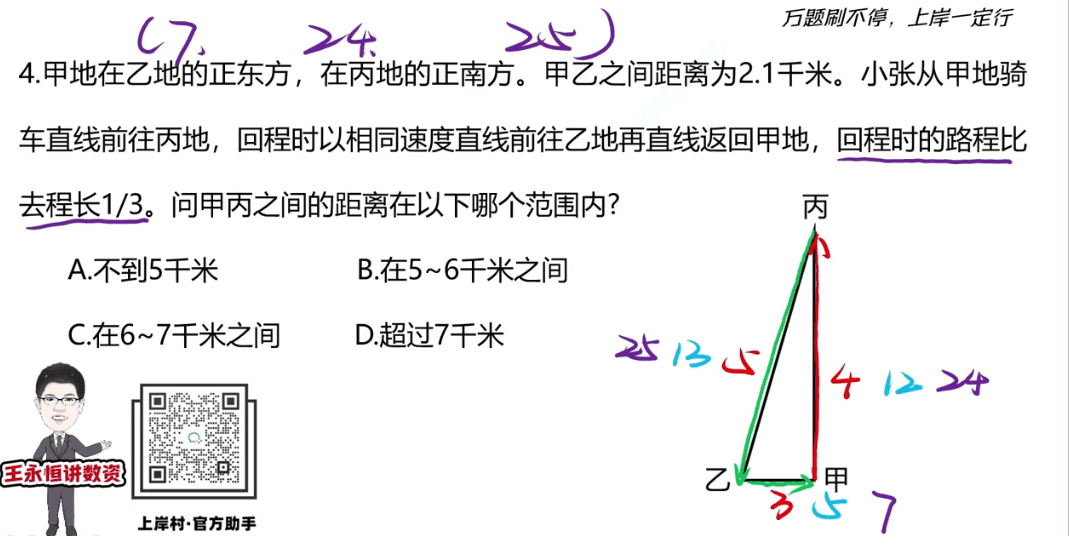 万题刷不停，上岸一定行
(7、 24、 25)
4.甲地在乙地的正东方，在丙地的正南方。甲乙之间距离为2.1千米。小张从甲地骑
车直线前往丙地，回程时以相同速度直线前往乙地再直线返回甲地，回程时的路程比
去程长1/3。问甲丙之间的距离在以下哪个范围内?
丙
A.不到5千米 B.在5~6千米之间
C.在6~7千米之间 D.超过7千米
25 13 5 4 12 24
王永恒讲数资
乙 甲
3 5 7
上岸村·官方助手